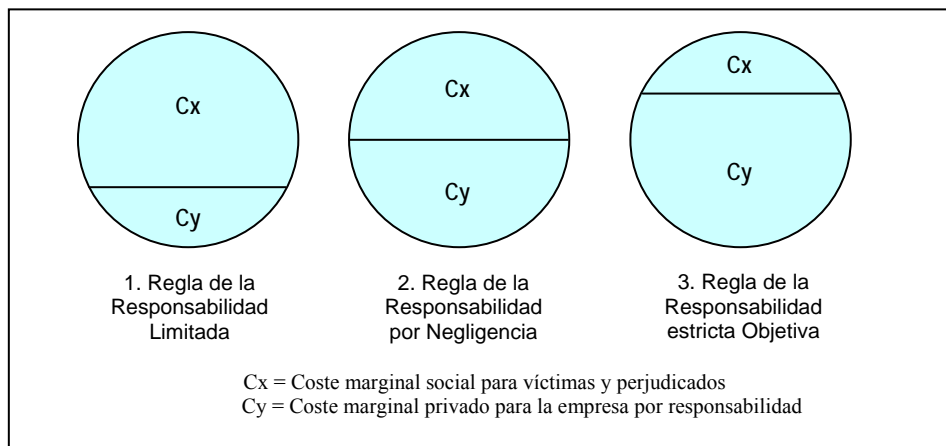 Cx
Cy
1. Regla de la
Responsabilidad
Limitada
Cx
Cy
2. Regla de la
Responsabilidad
por Negligencia
Cx
Cy
3. Regla de la
Responsabilidad
estricta Objetiva
Cx = Coste marginal social para víctimas y perjudicados
Cy = Coste marginal privado para la empresa por responsabilidad